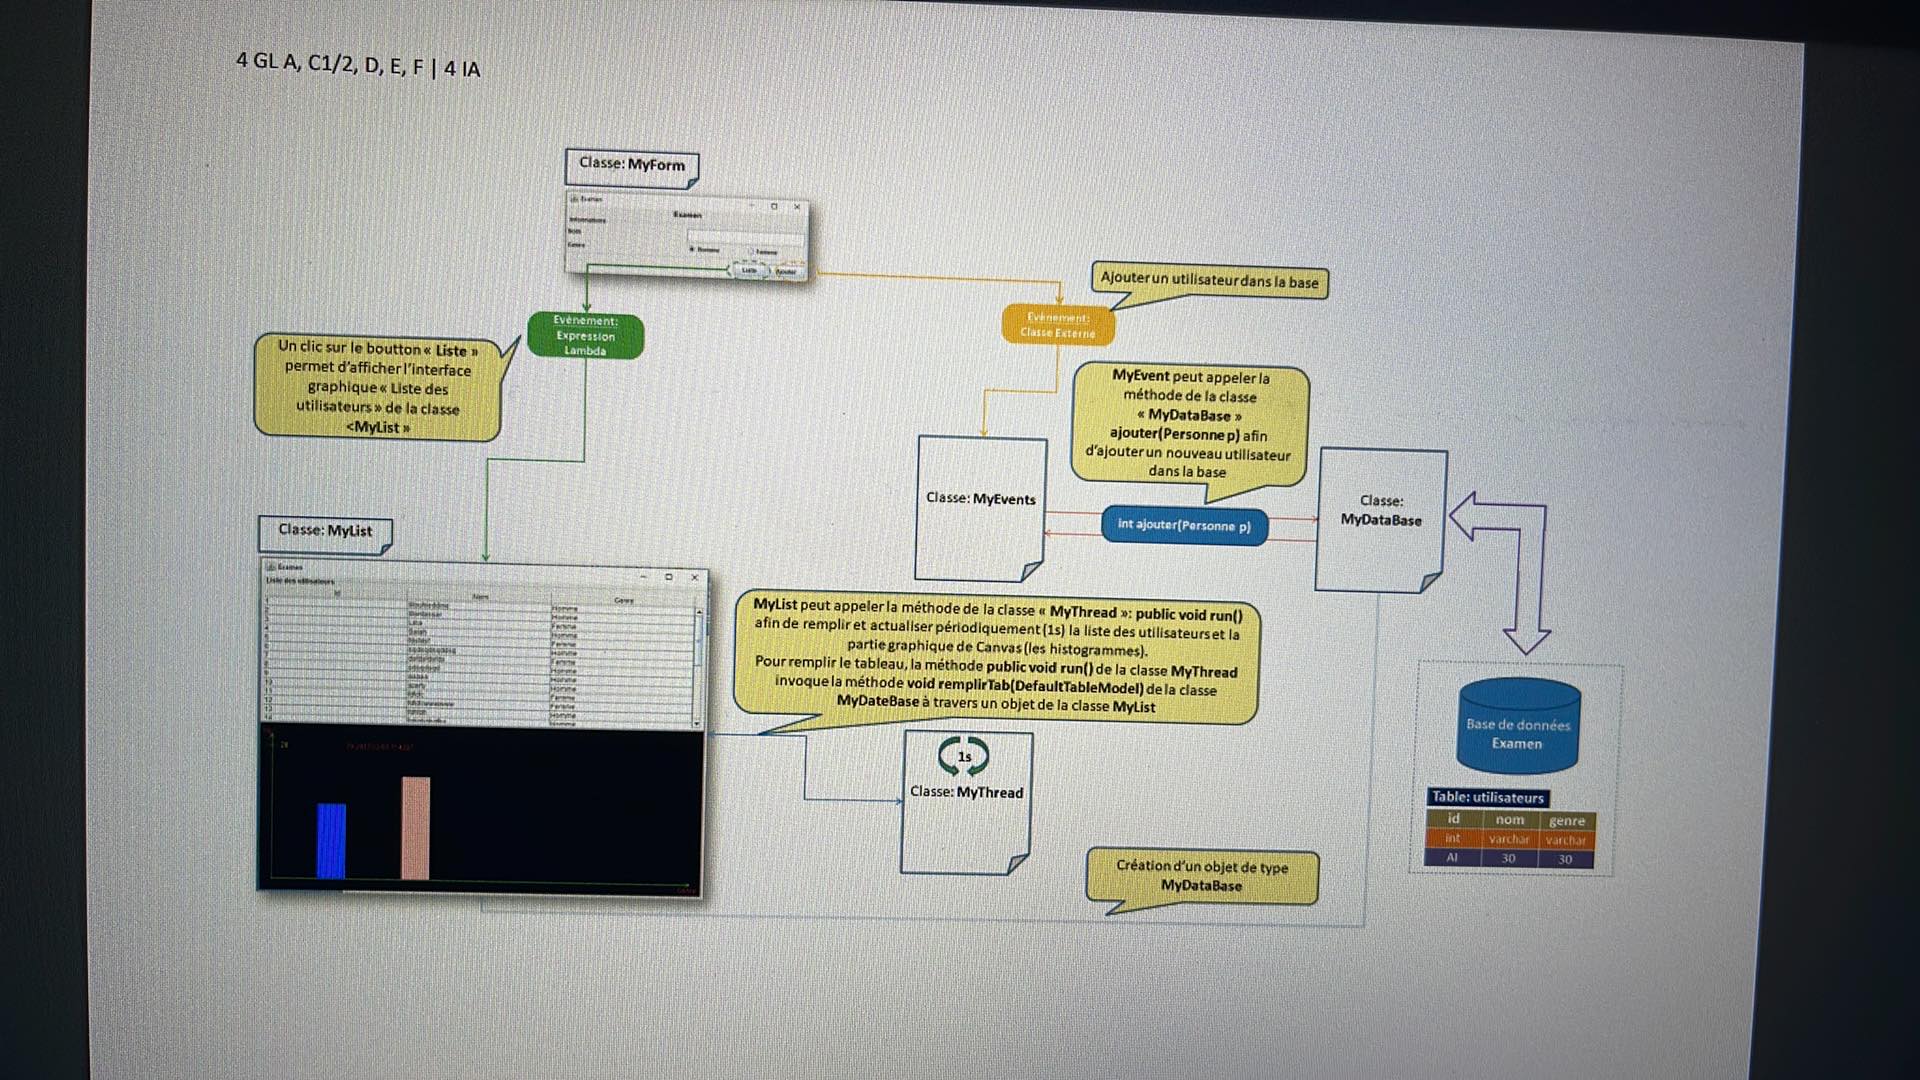 4 GL A, C1/2, D, E, F | 4 IA
Classe: MyForm
Examen
Examen
Informations
Nom
Genre
Homme
Femme
Liste
Ajouter
Ajouter un utilisateur dans la base
Evènement:
Expression
Lambda
Evènement:
Classe Externe
Un clic sur le boutton « Liste »
permet d'afficher l'interface
graphique « Liste des
utilisateurs » de la classe
<MyList »
MyEvent peut appeler la
méthode de la classe
« MyDataBase »
ajouter(Personne p) afin
d'ajouter un nouveau utilisateur
dans la base
Classe: MyEvents
int ajouter(Personne p)
Classe:
MyDataBase
Classe: MyList
Examen
Liste des utilisateurs
Id
Nom
Genre
MyList peut appeler la méthode de la classe « MyThread »: public void run()
afin de remplir et actualiser périodiquement (1s) la liste des utilisateurs et la
partie graphique de Canvas (les histogrammes).
Pour remplir le tableau, la méthode public void run() de la classe MyThread
invoque la méthode void remplirTab(DefaultTableModel) de la classe
MyDateBase à travers un objet de la classe MyList
1s
Classe: MyThread
Base de données
Examen
Table: utilisateurs
id nom genre
int varchar varchar
AI 30 30
Création d'un objet de type
MyDataBase